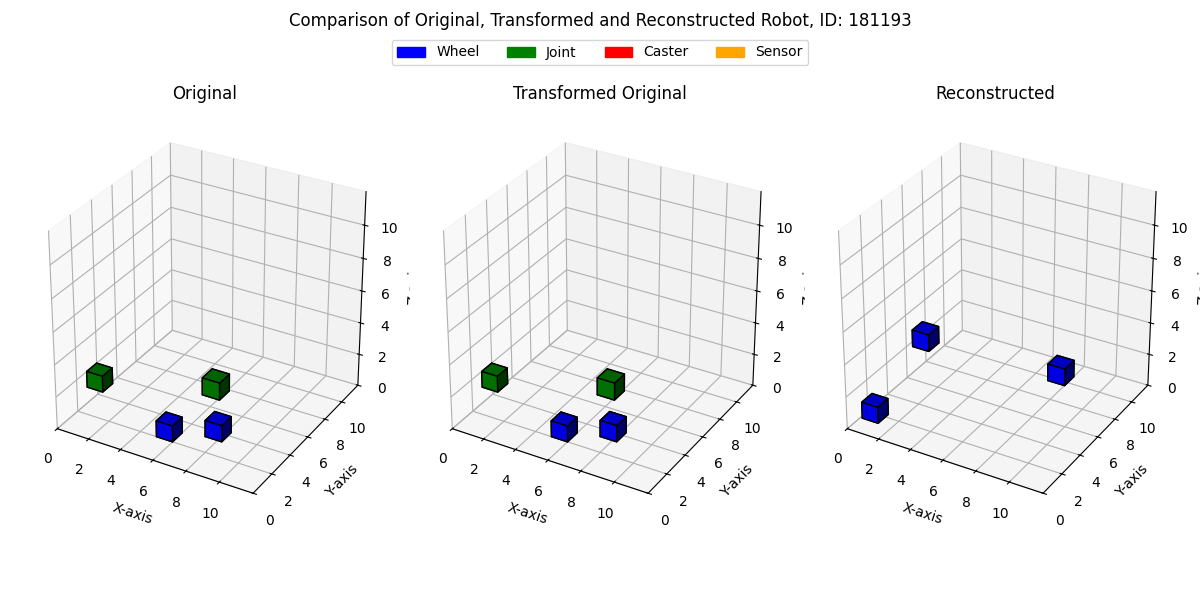 Comparison of Original, Transformed and Reconstructed Robot, ID: 181193
Wheel Joint Caster Sensor
Original Transformed Original Reconstructed
10 10 10
8 8 8
6 6 6
4 4 4
2 2 2
0 0 0
0 2 4 6 8 10 0 2 4 6 8 10 0 2 4 6 8 10
0 2 4 6 8 10 0 2 4 6 8 10 0 2 4 6 8 10
X-axis Y-axis X-axis Y-axis X-axis Y-axis